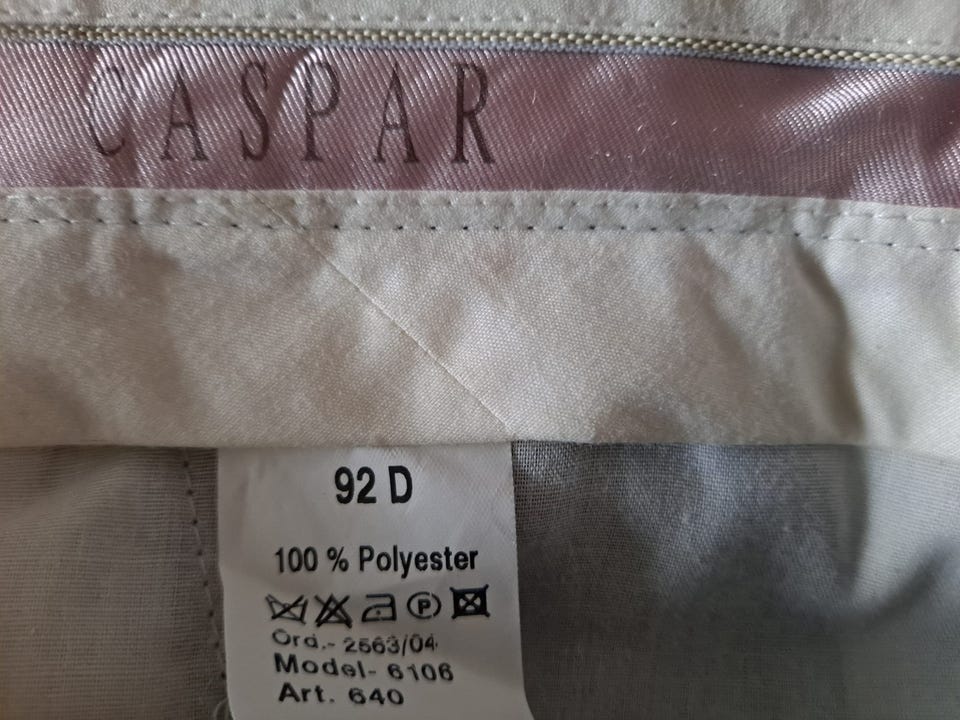 CASPAR
92 D
100 % Polyester
P
Ord.- 2563/04
Model- 6106
Art. 640